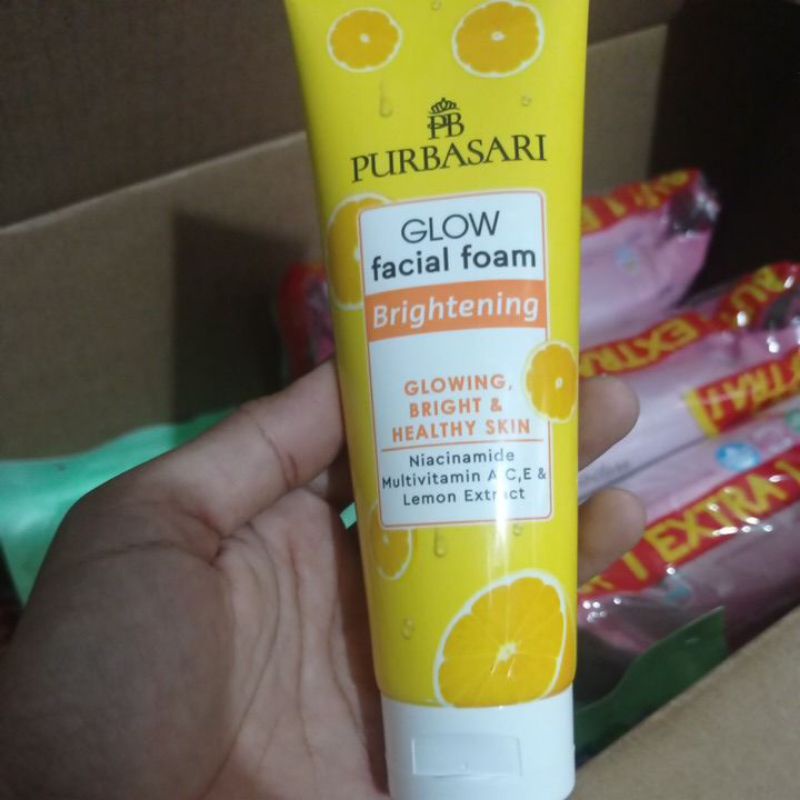 PB
PURBASARI
GLOW
facial foam
Brightening
GLOWING,
BRIGHT &
HEALTHY SKIN
Niacinamide
Multivitamin A,C,E &
Lemon Extract
EXTRA
EXTRA